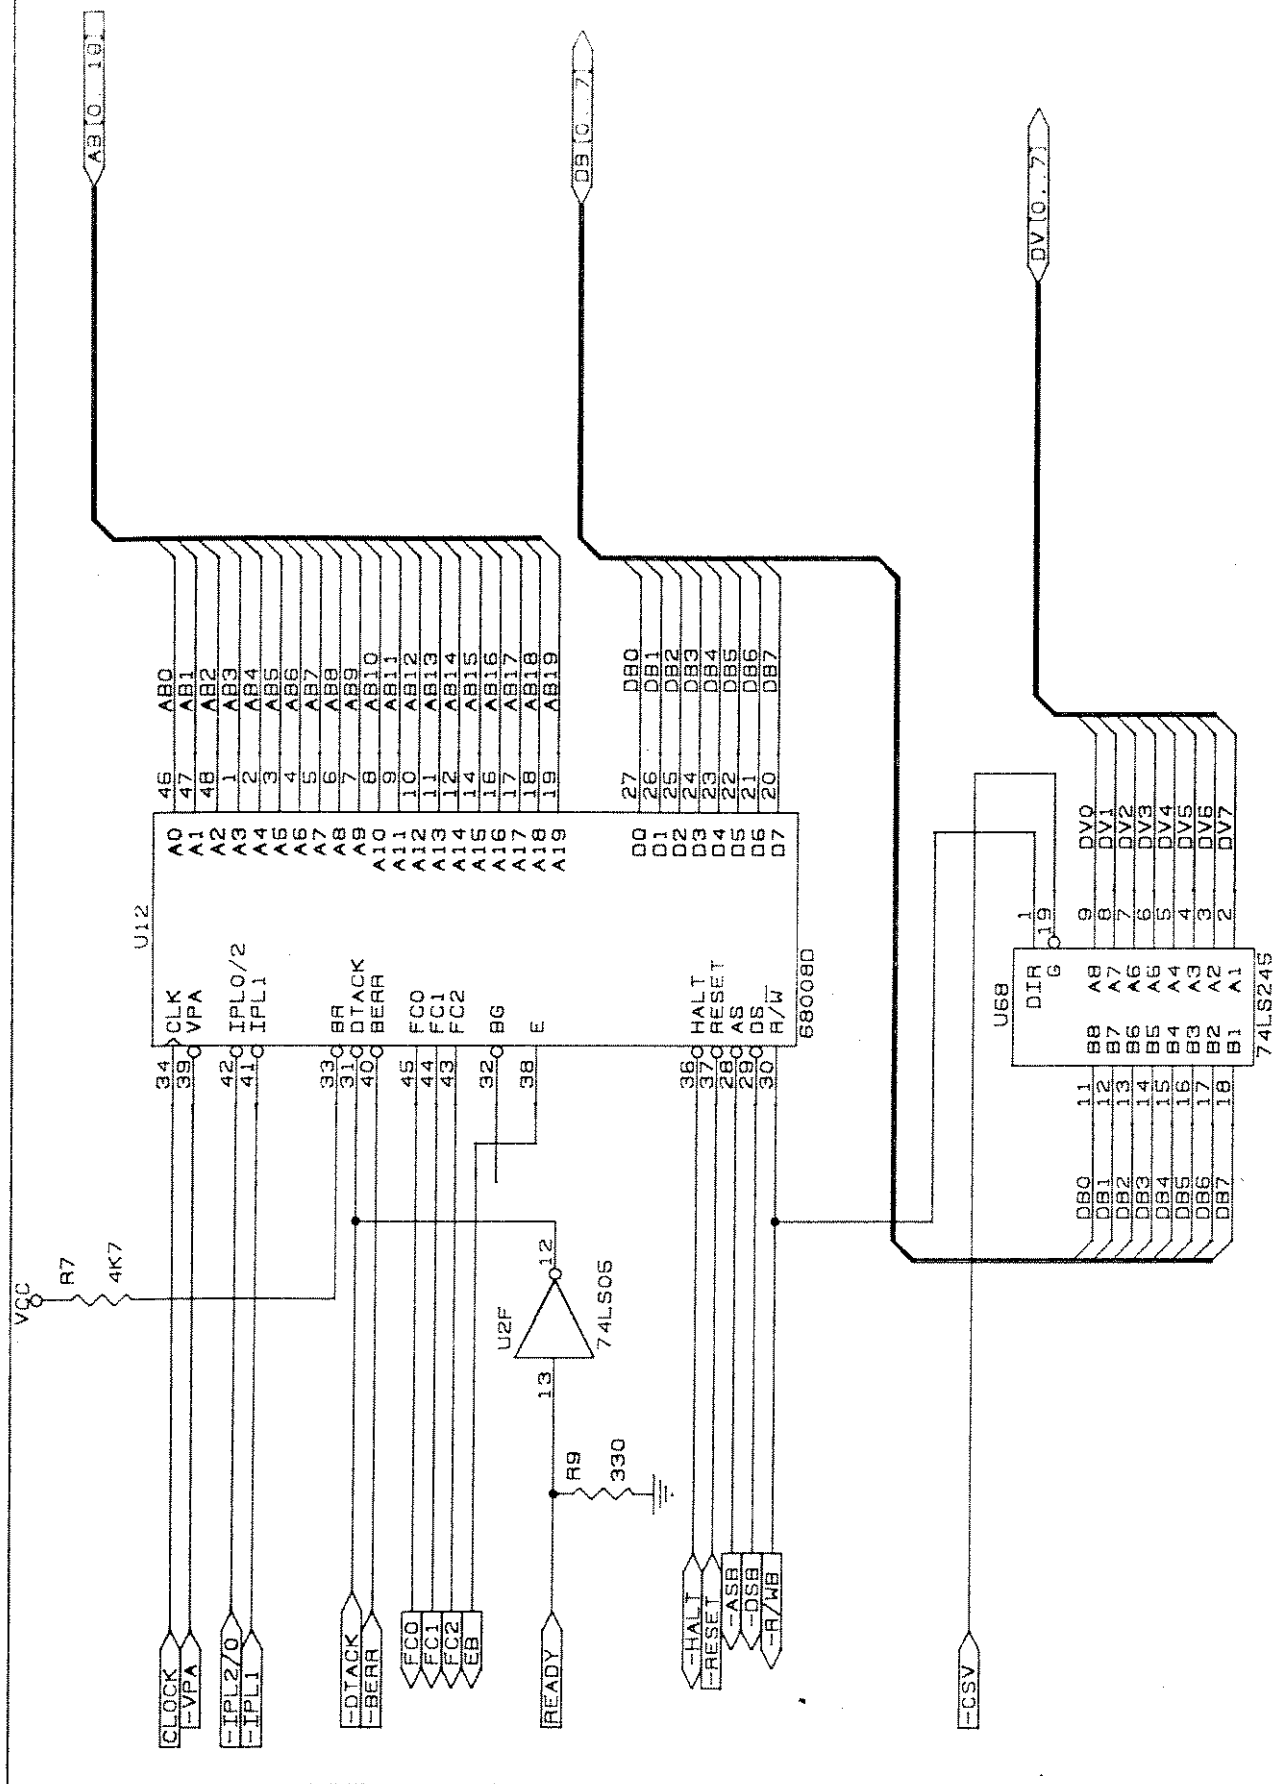 VCC
R7
4K7
CLOCK
-VPA
-IPL2/0
-IPL1
-DTACK
-BERR
FC0
FC1
FC2
EB
READY
R9
330
U2F
13
12
74LS05
-HALT
-RESET
-ASB
-DSB
-R/WB
-CSV
U12
34 CLK
39 VPA
42 IPL0/2
41 IPL1
33 BR
31 DTACK
40 BERR
45 FC0
44 FC1
43 FC2
32 BG
38 E
36 HALT
37 RESET
28 AS
29 DS
30 R/W
68008D
A0 46 AB0
A1 47 AB1
A2 48 AB2
A3 1 AB3
A4 2 AB4
A5 3 AB5
A6 4 AB6
A7 5 AB7
A8 6 AB8
A9 7 AB9
A10 8 AB10
A11 9 AB11
A12 10 AB12
A13 11 AB13
A14 12 AB14
A15 14 AB15
A16 16 AB16
A17 17 AB17
A18 18 AB18
A19 19 AB19
D0 27 DB0
D1 26 DB1
D2 25 DB2
D3 24 DB3
D4 23 DB4
D5 22 DB5
D6 21 DB6
D7 20 DB7
DB[0..7]
DV[0..7]
U68
DIR 1
G 19
DB0 11 B8 A8 9 DV0
DB1 12 B7 A7 8 DV1
DB2 13 B6 A6 7 DV2
DB3 14 B5 A5 6 DV3
DB4 15 B4 A4 5 DV4
DB5 16 B3 A3 4 DV5
DB6 17 B2 A2 3 DV6
DB7 18 B1 A1 2 DV7
74LS245